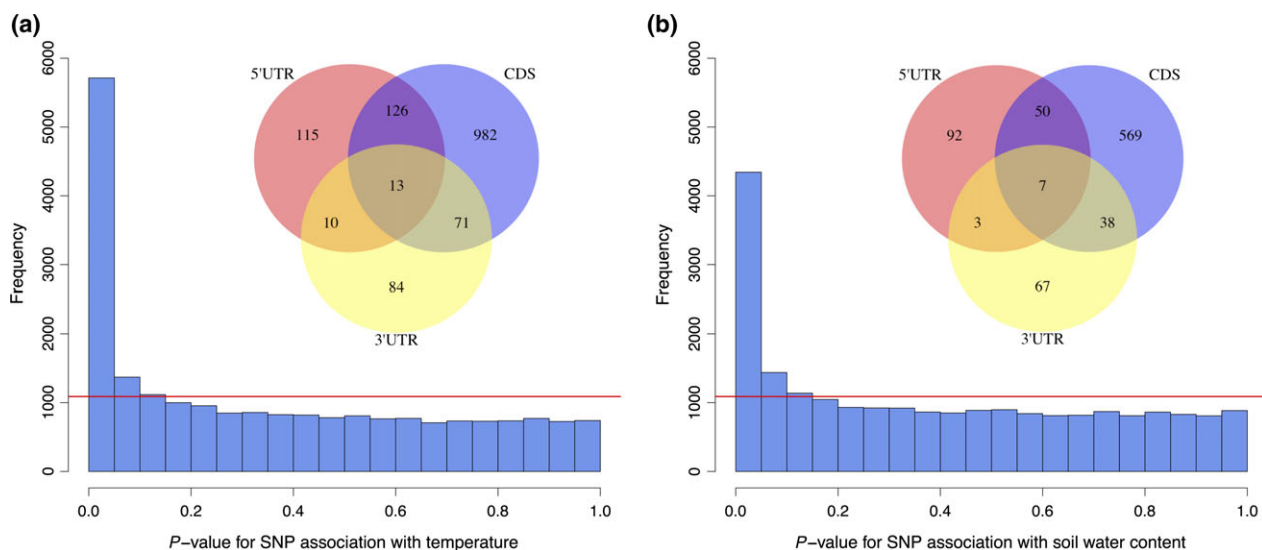 (a)
Frequency
6000
5000
4000
3000
2000
1000
0
5'UTR
CDS
126
115
982
13
10
71
84
3'UTR
0.0 0.2 0.4 0.6 0.8 1.0
P−value for SNP association with temperature
(b)
Frequency
6000
5000
4000
3000
2000
1000
0
5'UTR
CDS
50
92
569
7
3
38
67
3'UTR
0.0 0.2 0.4 0.6 0.8 1.0
P−value for SNP association with soil water content